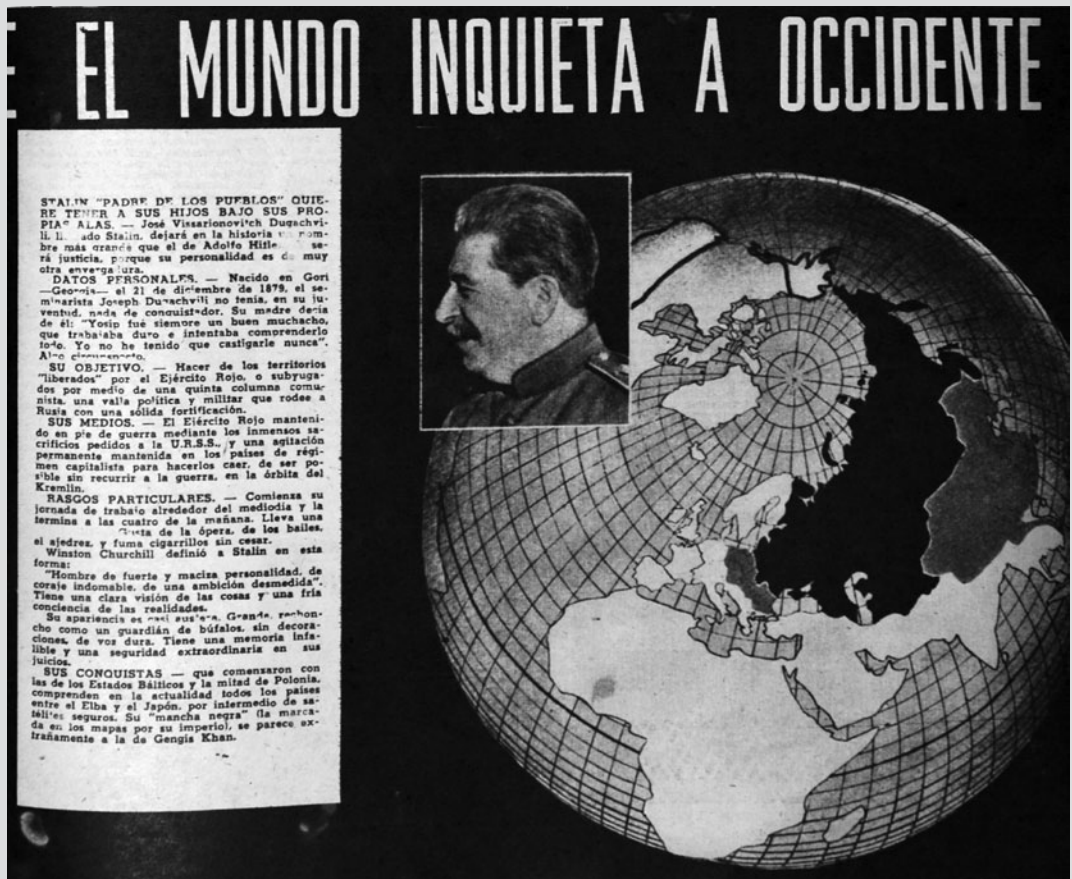 E EL MUNDO INQUIETA A OCCIDENTE
STALIN "PADRE DE LOS PUEBLOS" QUIE-
RE TENER A SUS HIJOS BAJO SUS PRO-
PIAS ALAS. — José Vissarionovitch Dugachvi-
li, ado Stalin, dejará en la historia nom-
bre más grande que el de Adolfo Hitle se-
rá justicia, porque su personalidad es de muy
otra envergadura.
DATOS PERSONALES. — Nacido en Gori
—Georgia— el 21 de diciembre de 1879, el se-
minarista Joseph Dugachvili no tenía, en su ju-
ventud, nada de conquistador. Su madre decía
de él: "Yosip fué siempre un buen muchacho,
que trabajaba duro e intentaba comprenderlo
todo. Yo no he tenido que castigarle nunca".
Algo circunspecto.
SU OBJETIVO. — Hacer de los territorios
"liberados" por el Ejército Rojo, o subyuga-
dos por medio de una quinta columna comu-
nista, una valla política y militar que rodee a
Rusia con una sólida fortificación.
SUS MEDIOS. — El Ejército Rojo manteni-
do en pie de guerra mediante los inmensos sa-
crificios pedidos a la U.R.S.S., y una agitación
permanente mantenida en los países de régi-
men capitalista para hacerlos caer, de ser po-
sible sin recurrir a la guerra, en la órbita del
Kremlin.
RASGOS PARTICULARES. — Comienza su
jornada de trabajo alrededor del mediodía y la
termina a las cuatro de la mañana. Lleva una
Gusta de la ópera, de los bailes,
el ajedrez, y fuma cigarrillos sin cesar.
Winston Churchill definió a Stalin en esta
forma:
"Hombre de fuerte y maciza personalidad, de
coraje indomable, de una ambición desmedida".
Tiene una clara visión de las cosas y una fría
conciencia de las realidades.
Su apariencia es casi austera. Grande, rechon-
cho como un guardián de búfalos, sin decora-
ciones, de voz dura. Tiene una memoria infa-
lible y una seguridad extraordinaria en sus
juicios.
SUS CONQUISTAS — que comenzaron con
las de los Estados Bálticos y la mitad de Polonia,
comprenden en la actualidad todos los países
entre el Elba y el Japón, por intermedio de sa-
télites seguros. Su "mancha negra" (la marca-
da en los mapas por su imperio), se parece ex-
trañamente a la de Gengis Khan.